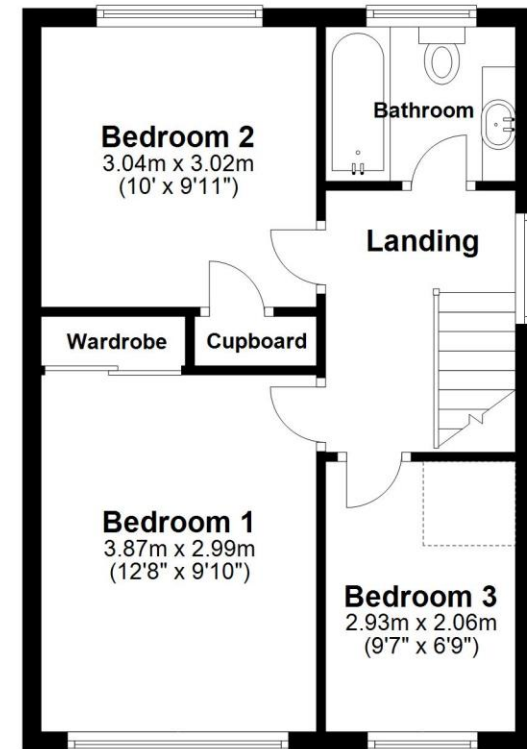 Bedroom 2
3.04m x 3.02m
(10' x 9'11")
Bathroom
Landing
Wardrobe
Cupboard
Bedroom 1
3.87m x 2.99m
(12'8" x 9'10")
Bedroom 3
2.93m x 2.06m
(9'7" x 6'9")